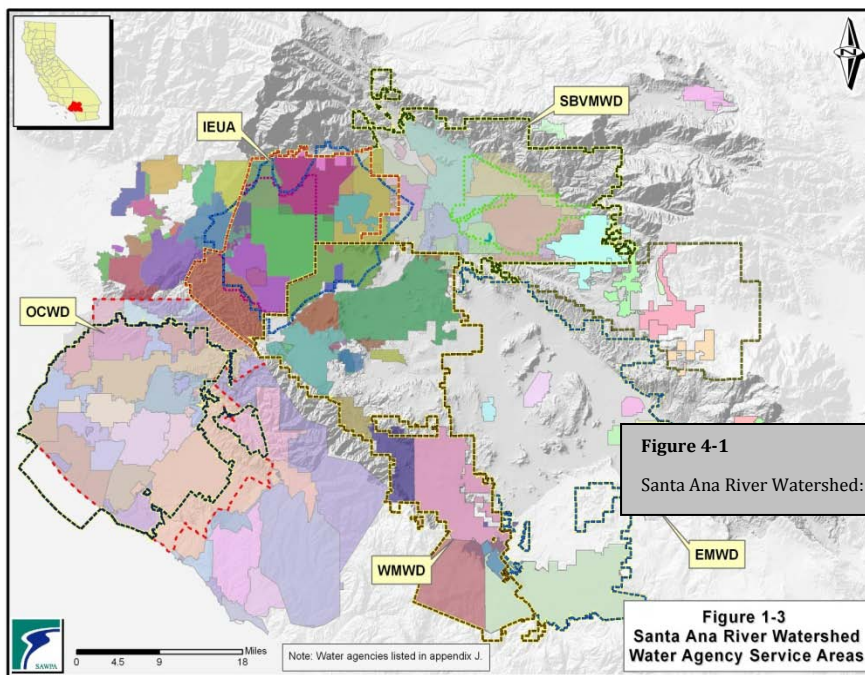 IEUA
SBVMWD
OCWD
Figure 4-1
Santa Ana River Watershed:
WMWD
EMWD
Figure 1-3
Santa Ana River Watershed
Water Agency Service Areas
SAWPA
Miles
0 4.5 9 18
Note: Water agencies listed in appendix J.
N